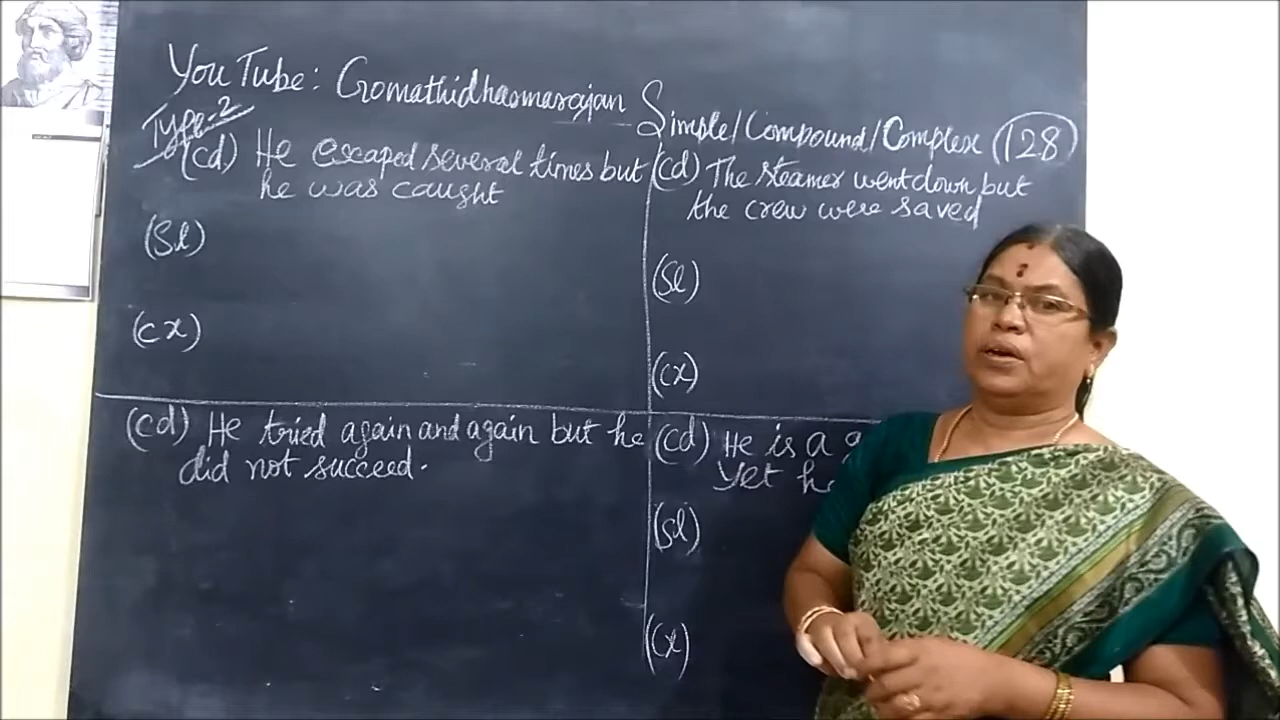 YouTube: Gomathidhasmarajan Simple/Compound/Complex (128)
Type-2
(cd) He escaped several times but
he was caught
(Sl)
(cx)
(cd) The steamer went down but
the crew were saved
(Sl)
(cx)
(cd) He tried again and again but he
did not succeed.
(cd) He is a
Yet
(sl)
(cx)